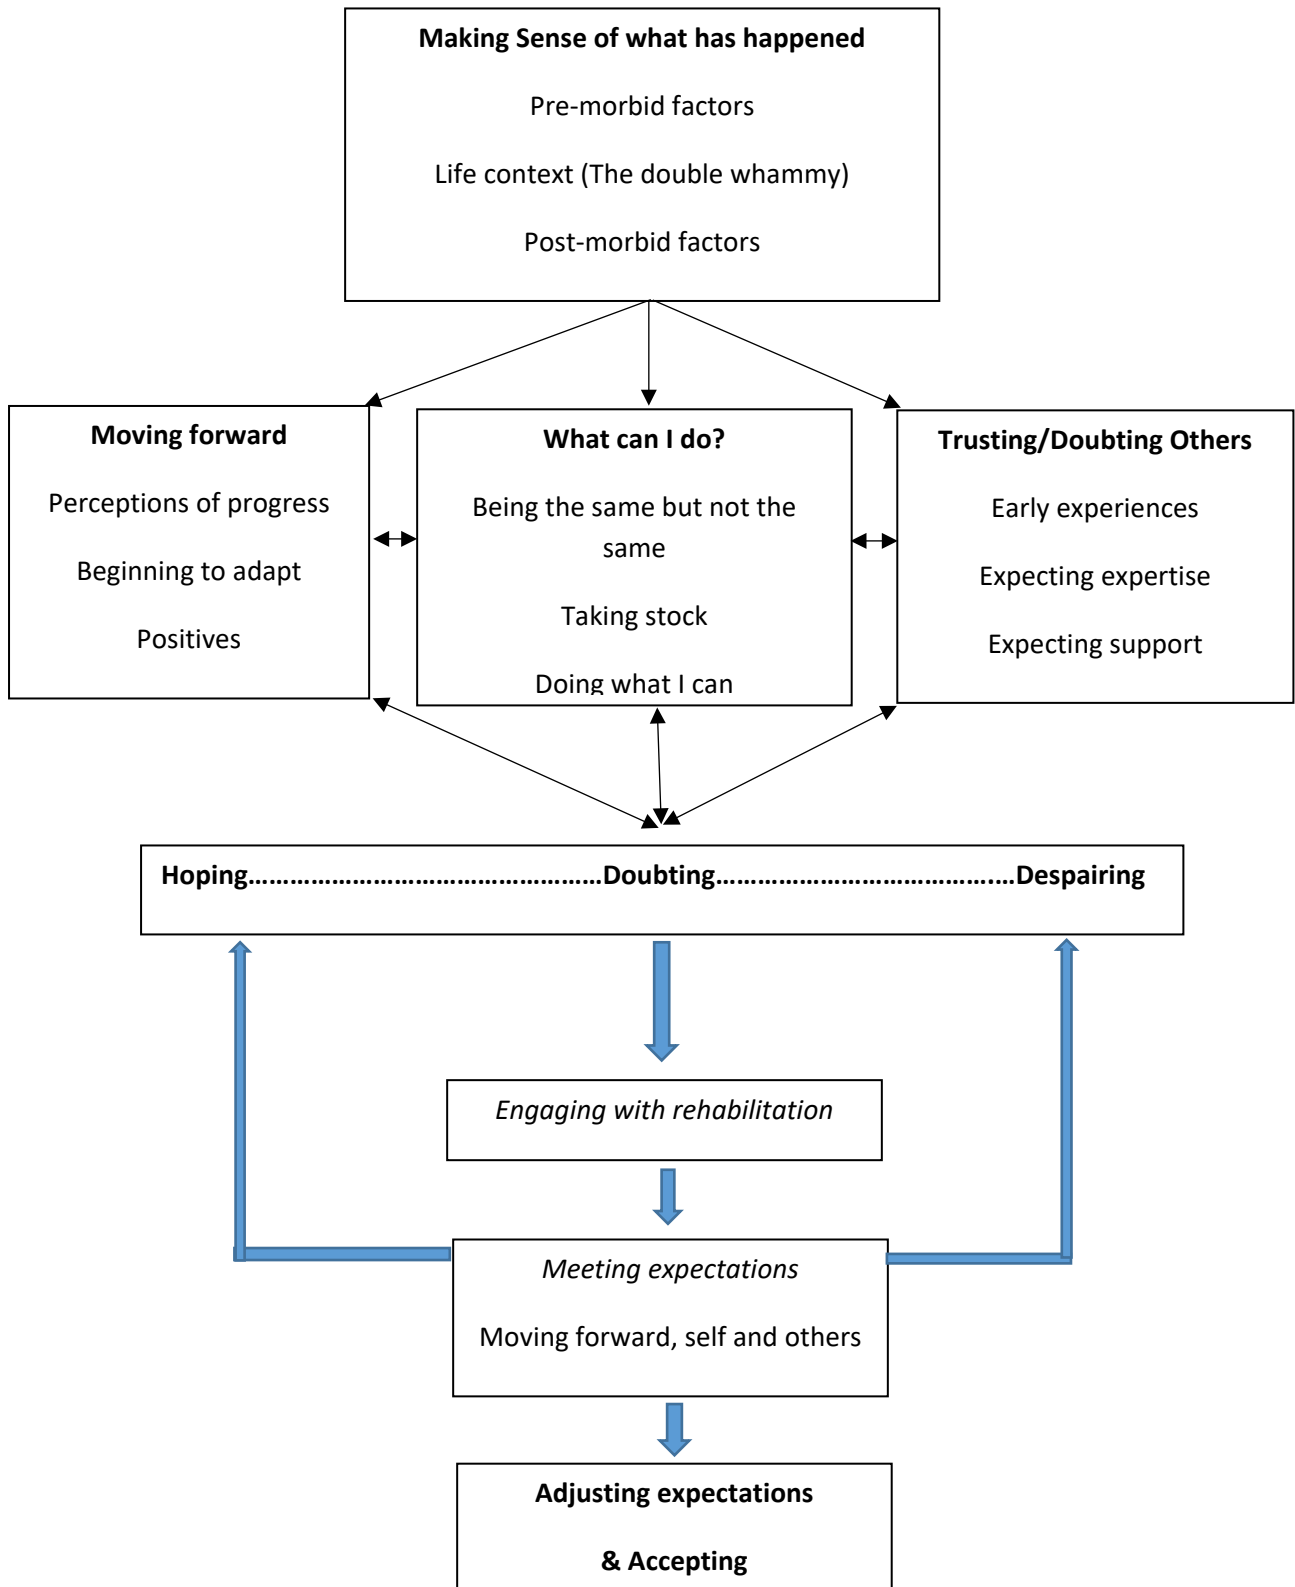 Making Sense of what has happened
Pre-morbid factors
Life context (The double whammy)
Post-morbid factors
Moving forward
Perceptions of progress
Beginning to adapt
Positives
What can I do?
Being the same but not the
same
Taking stock
Doing what I can
Trusting/Doubting Others
Early experiences
Expecting expertise
Expecting support
Hoping……………………………………………Doubting………………………………….…Despairing
Engaging with rehabilitation
Meeting expectations
Moving forward, self and others
Adjusting expectations
& Accepting